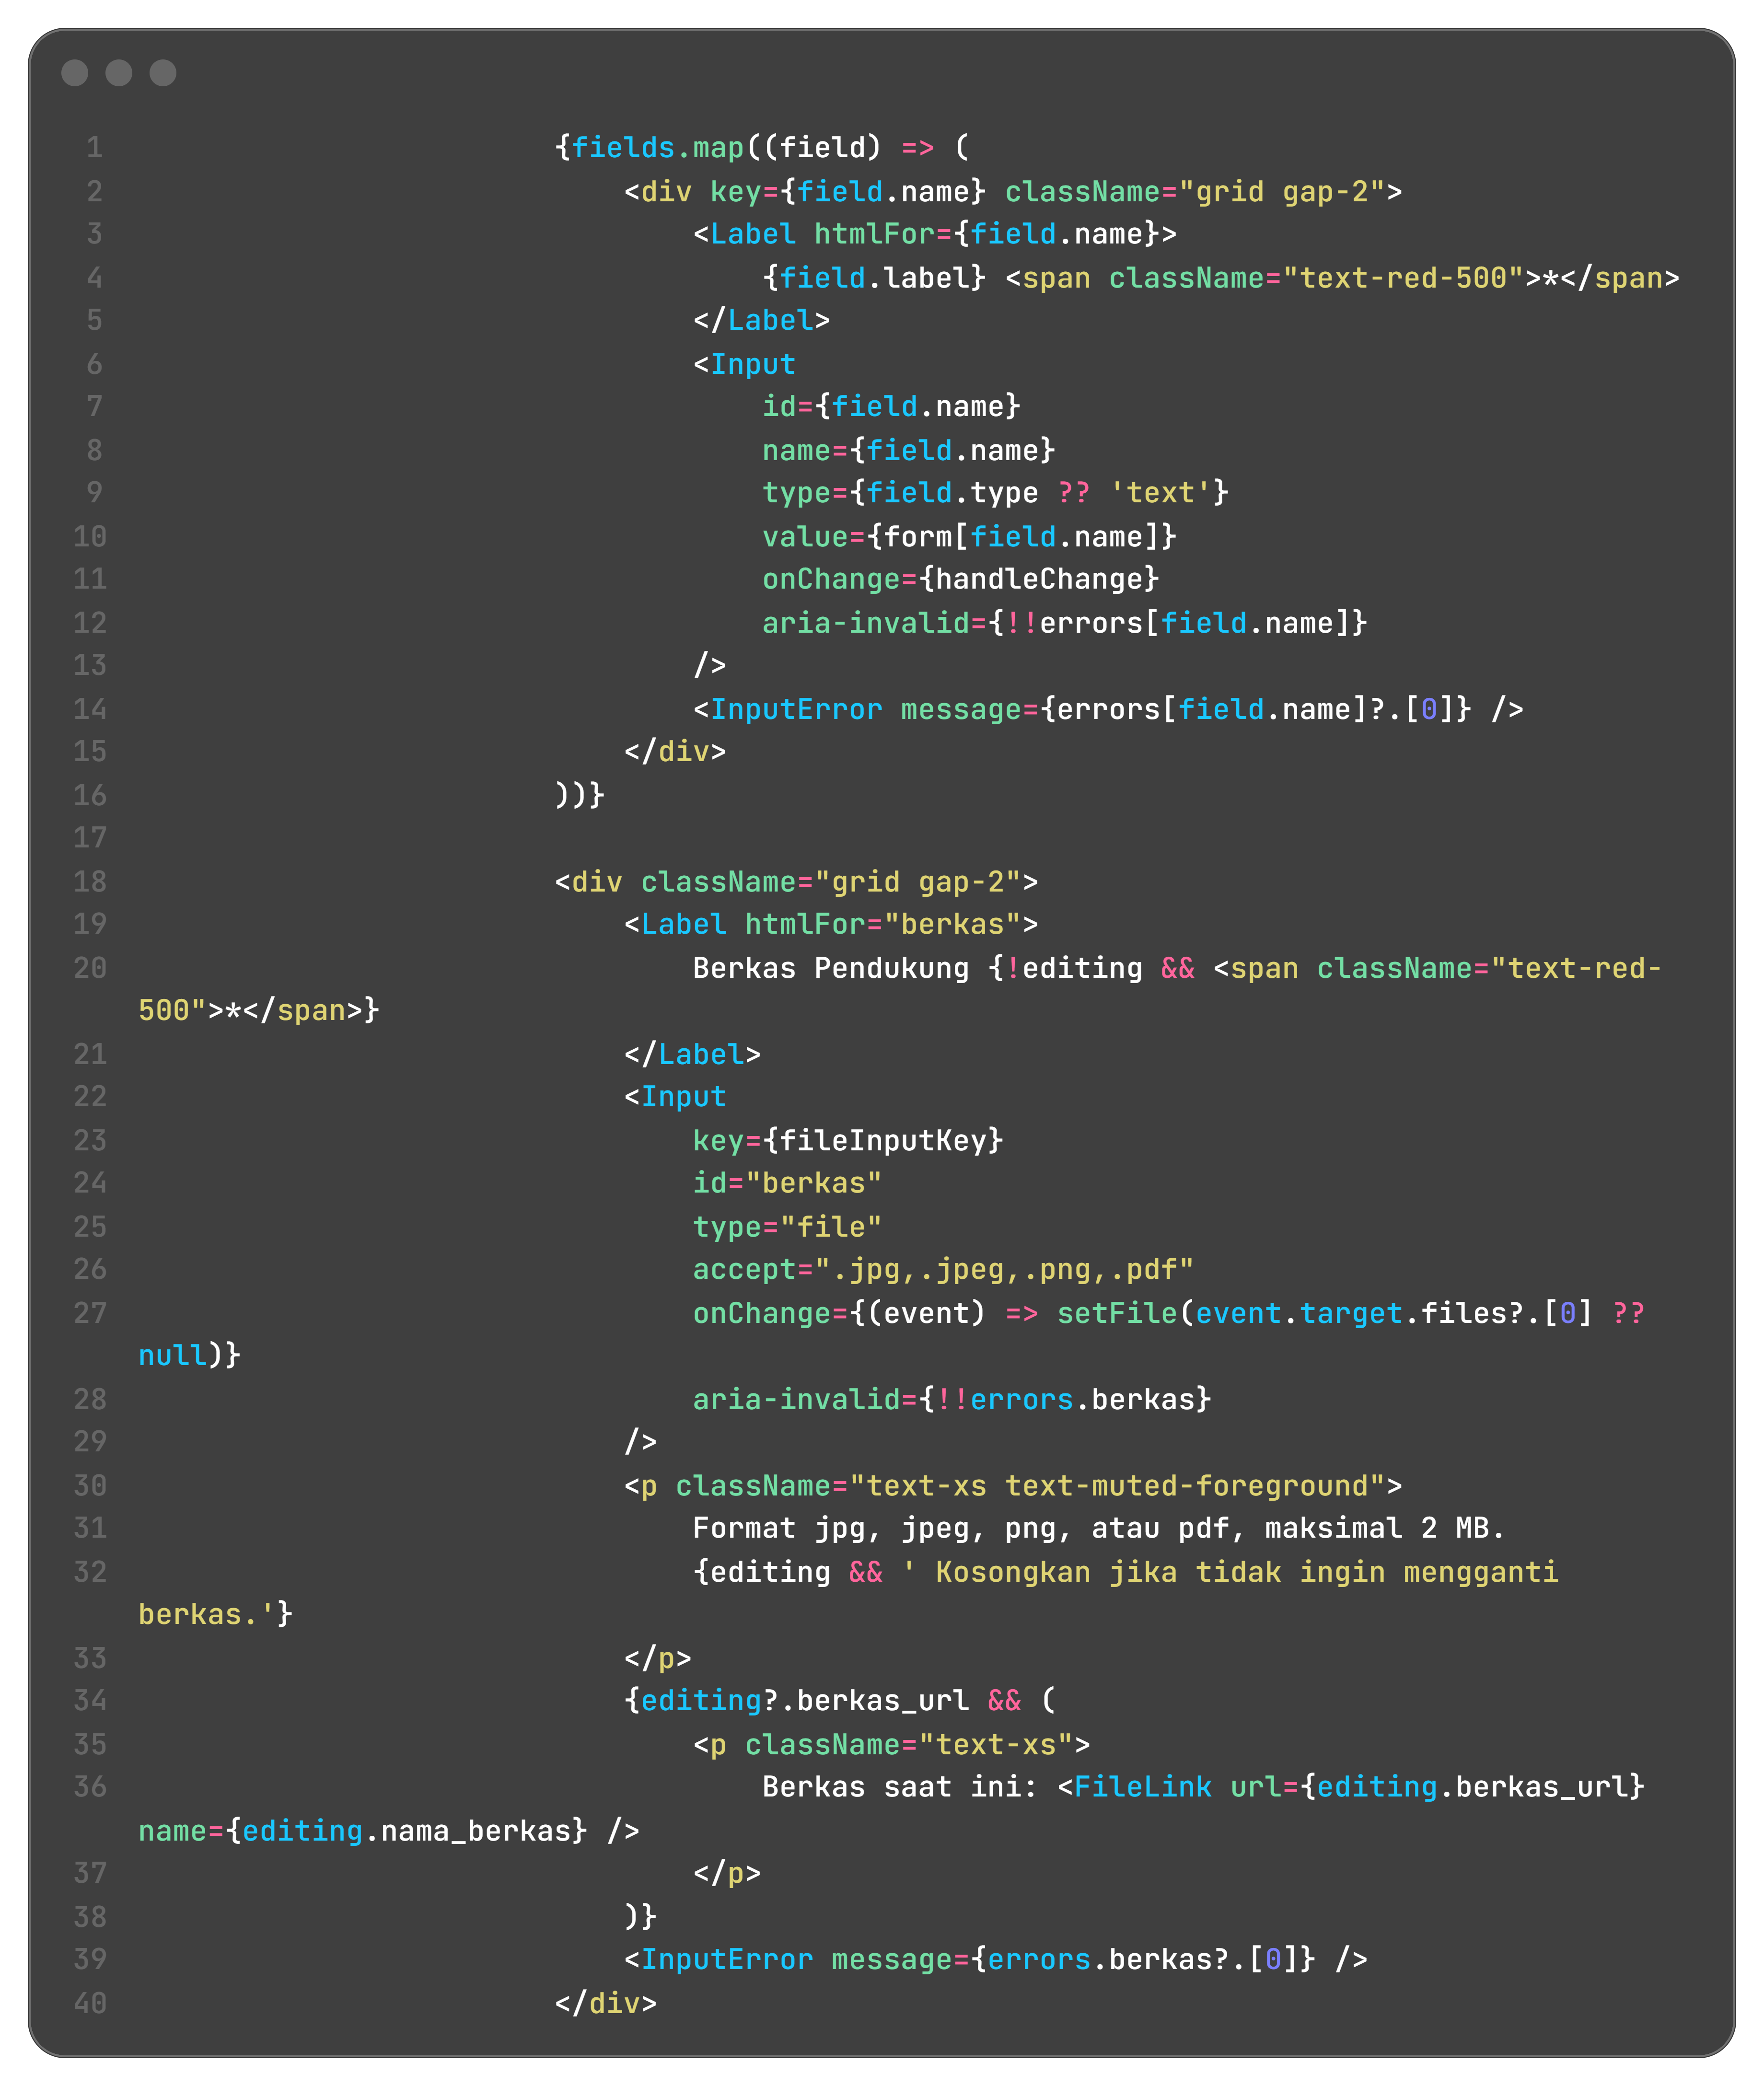 1 {fields.map((field) => (
2 <div key={field.name} className="grid gap-2">
3 <Label htmlFor={field.name}>
4 {field.label} <span className="text-red-500">*</span>
5 </Label>
6 <Input
7 id={field.name}
8 name={field.name}
9 type={field.type ?? 'text'}
10 value={form[field.name]}
11 onChange={handleChange}
12 aria-invalid={!!errors[field.name]}
13 />
14 <InputError message={errors[field.name]?.[0]} />
15 </div>
16 ))}
17
18 <div className="grid gap-2">
19 <Label htmlFor="berkas">
20 Berkas Pendukung {!editing && <span className="text-red-
500">*</span>}
21 </Label>
22 <Input
23 key={fileInputKey}
24 id="berkas"
25 type="file"
26 accept=".jpg,.jpeg,.png,.pdf"
27 onChange={(event) => setFile(event.target.files?.[0] ??
null)}
28 aria-invalid={!!errors.berkas}
29 />
30 <p className="text-xs text-muted-foreground">
31 Format jpg, jpeg, png, atau pdf, maksimal 2 MB.
32 {editing && ' Kosongkan jika tidak ingin mengganti
berkas.'}
33 </p>
34 {editing?.berkas_url && (
35 <p className="text-xs">
36 Berkas saat ini: <FileLink url={editing.berkas_url}
name={editing.nama_berkas} />
37 </p>
38 )}
39 <InputError message={errors.berkas?.[0]} />
40 </div>